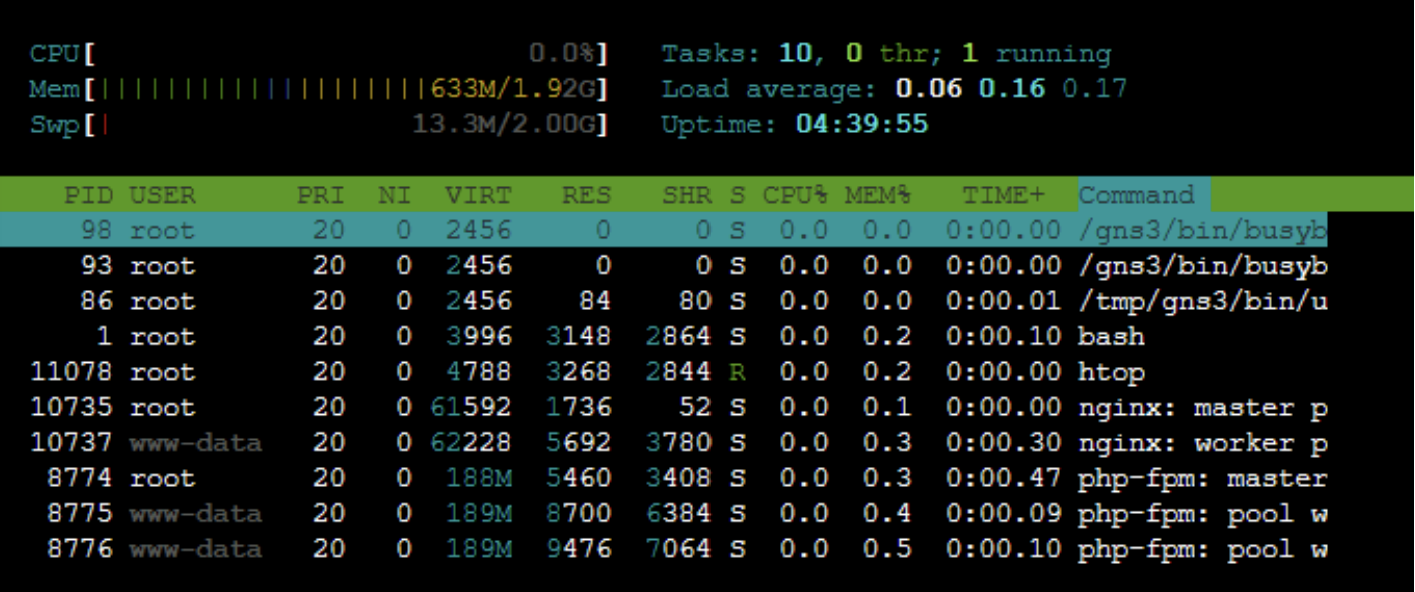 CPU[ 0.0%] Tasks: 10, 0 thr; 1 running
Mem[||||||||||||||||||||633M/1.92G] Load average: 0.06 0.16 0.17
Swp[| 13.3M/2.00G] Uptime: 04:39:55
PID USER PRI NI VIRT RES SHR S CPU% MEM% TIME+ Command
98 root 20 0 2456 0 0 S 0.0 0.0 0:00.00 /gns3/bin/busyb
93 root 20 0 2456 0 0 S 0.0 0.0 0:00.00 /gns3/bin/busyb
86 root 20 0 2456 84 80 S 0.0 0.0 0:00.01 /tmp/gns3/bin/u
1 root 20 0 3996 3148 2864 S 0.0 0.2 0:00.10 bash
11078 root 20 0 4788 3268 2844 R 0.0 0.2 0:00.00 htop
10735 root 20 0 61592 1736 52 S 0.0 0.1 0:00.00 nginx: master p
10737 www-data 20 0 62228 5692 3780 S 0.0 0.3 0:00.30 nginx: worker p
8774 root 20 0 188M 5460 3408 S 0.0 0.3 0:00.47 php-fpm: master
8775 www-data 20 0 189M 8700 6384 S 0.0 0.4 0:00.09 php-fpm: pool w
8776 www-data 20 0 189M 9476 7064 S 0.0 0.5 0:00.10 php-fpm: pool w